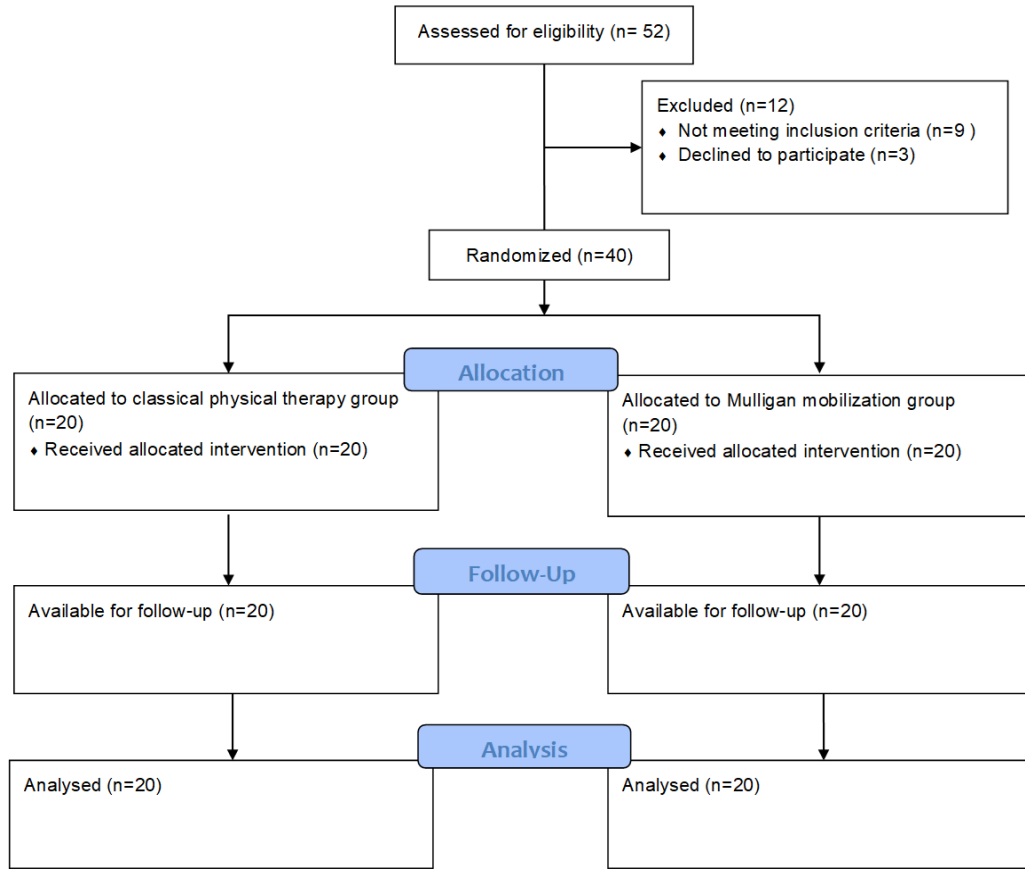 Assessed for eligibility (n= 52)
Excluded (n=12)
♦ Not meeting inclusion criteria (n=9 )
♦ Declined to participate (n=3)
Randomized (n=40)
Allocation
Allocated to classical physical therapy group
(n=20)
♦ Received allocated intervention (n=20)
Allocated to Mulligan mobilization group
(n=20)
♦ Received allocated intervention (n=20)
Follow-Up
Available for follow-up (n=20)
Available for follow-up (n=20)
Analysis
Analysed (n=20)
Analysed (n=20)